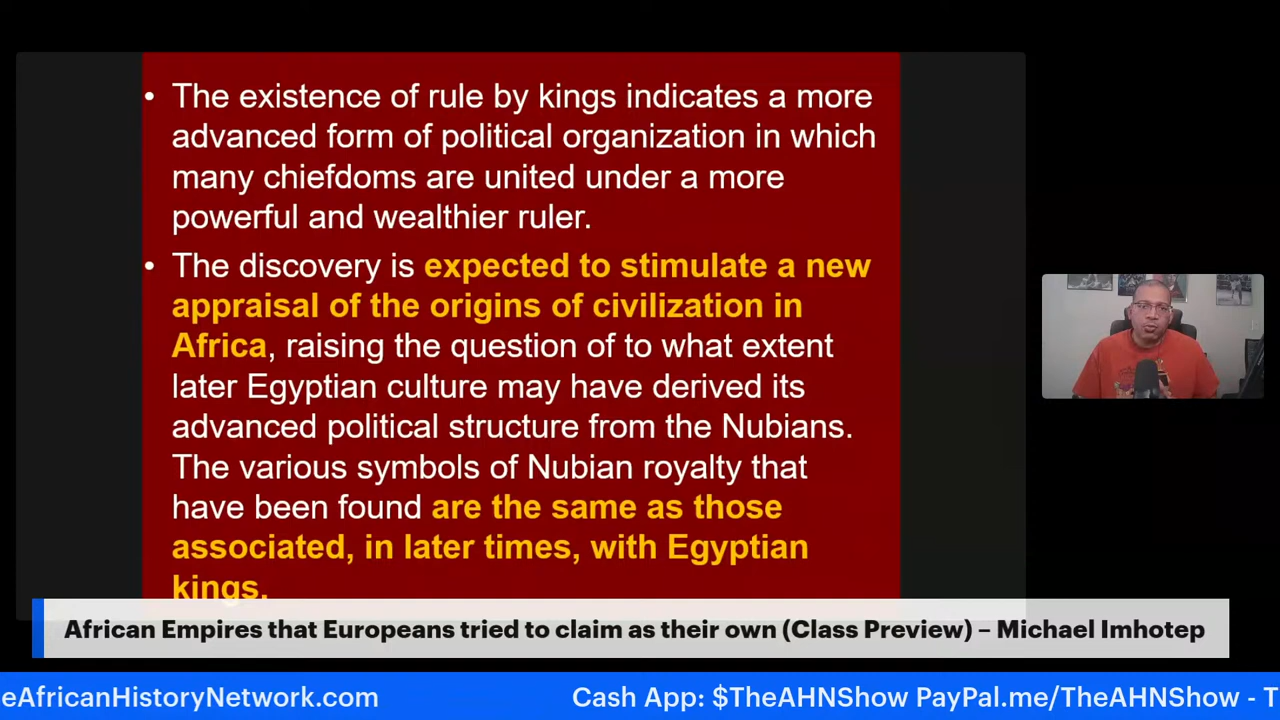 • The existence of rule by kings indicates a more
advanced form of political organization in which
many chiefdoms are united under a more
powerful and wealthier ruler.
• The discovery is expected to stimulate a new
appraisal of the origins of civilization in
Africa, raising the question of to what extent
later Egyptian culture may have derived its
advanced political structure from the Nubians.
The various symbols of Nubian royalty that
have been found are the same as those
associated, in later times, with Egyptian
kings.
African Empires that Europeans tried to claim as their own (Class Preview) – Michael Imhotep
eAfricanHistoryNetwork.com Cash App: $TheAHNShow PayPal.me/TheAHNShow - T